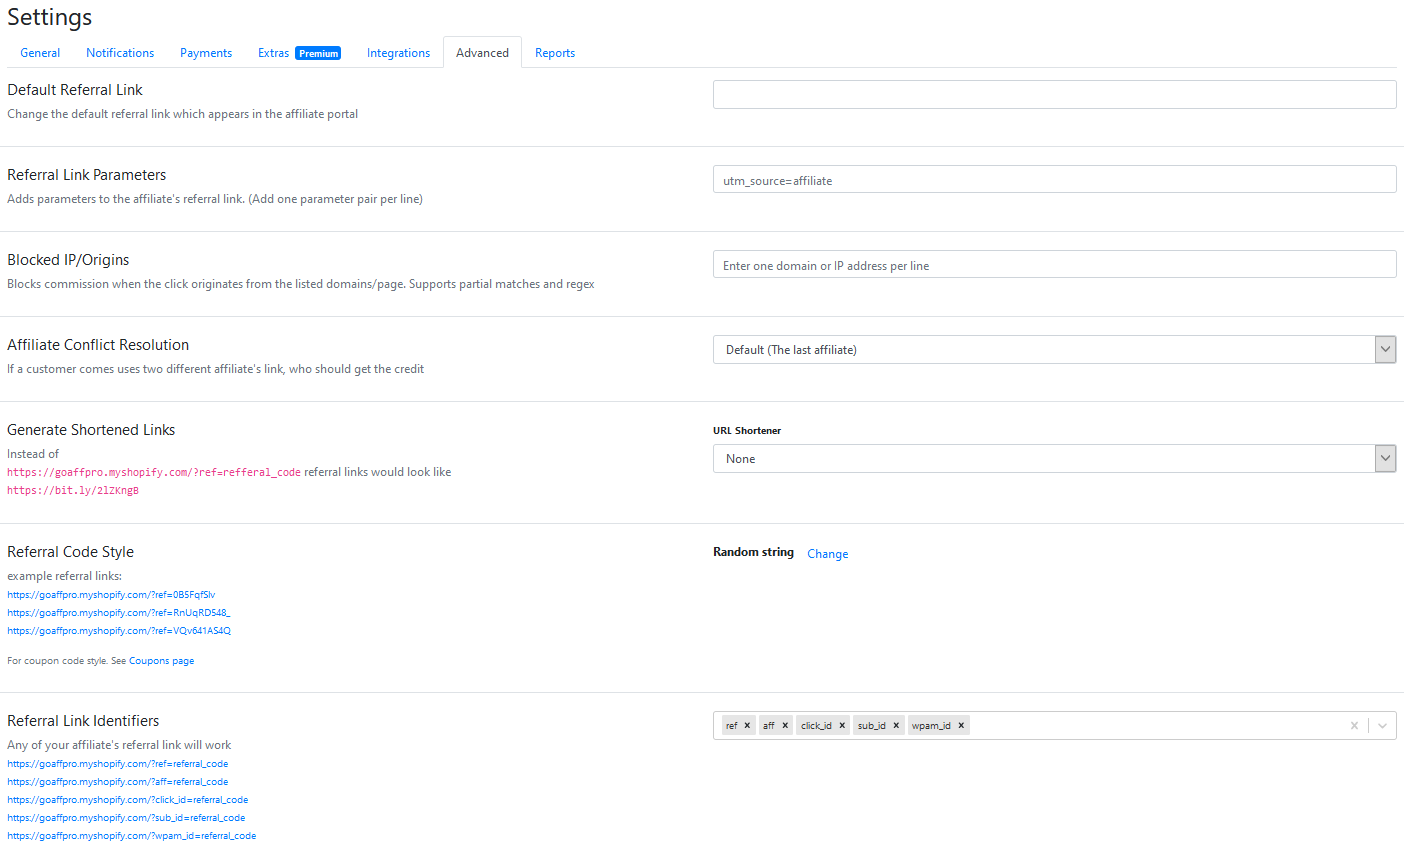 Settings
General Notifications Payments Extras Premium Integrations Advanced Reports
Default Referral Link
Change the default referral link which appears in the affiliate portal
Referral Link Parameters
Adds parameters to the affiliate's referral link. (Add one parameter pair per line)
utm_source=affiliate
Blocked IP/Origins
Blocks commission when the click originates from the listed domains/page. Supports partial matches and regex
Enter one domain or IP address per line
Affiliate Conflict Resolution
If a customer comes uses two different affiliate's link, who should get the credit
Default (The last affiliate)
Generate Shortened Links
Instead of
https://goaffpro.myshopify.com/?ref=refferal_code referral links would look like
https://bit.ly/2lZKngB
URL Shortener
None
Referral Code Style
example referral links:
https://goaffpro.myshopify.com/?ref=0B5FqfSlv
https://goaffpro.myshopify.com/?ref=RnUqRD548_
https://goaffpro.myshopify.com/?ref=VQv641AS4Q
For coupon code style. See Coupons page
Random string Change
Referral Link Identifiers
Any of your affiliate's referral link will work
https://goaffpro.myshopify.com/?ref=referral_code
https://goaffpro.myshopify.com/?aff=referral_code
https://goaffpro.myshopify.com/?click_id=referral_code
https://goaffpro.myshopify.com/?sub_id=referral_code
https://goaffpro.myshopify.com/?wpam_id=referral_code
ref aff click_id sub_id wpam_id